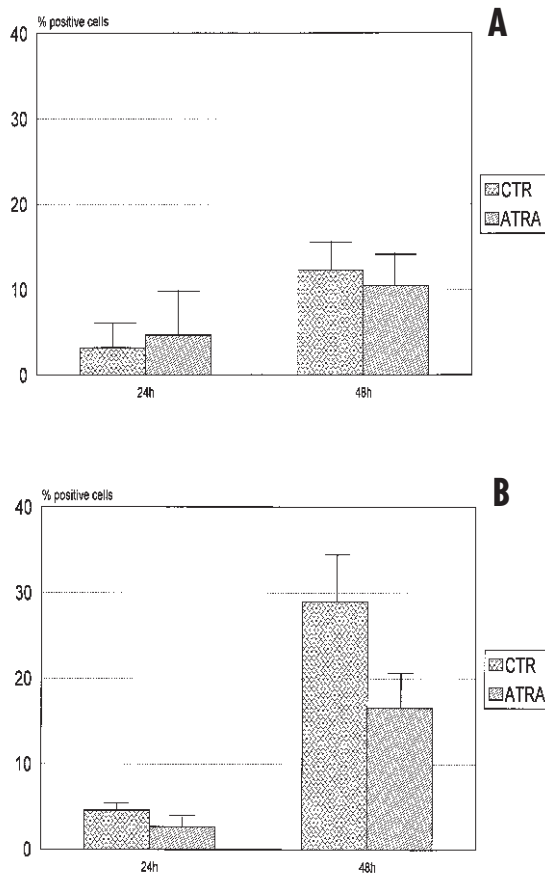 % positive cells
A
40
30
20
10
0
24h
48h
CTR
ATRA
% positive cells
B
40
30
20
10
0
24h
48h
CTR
ATRA